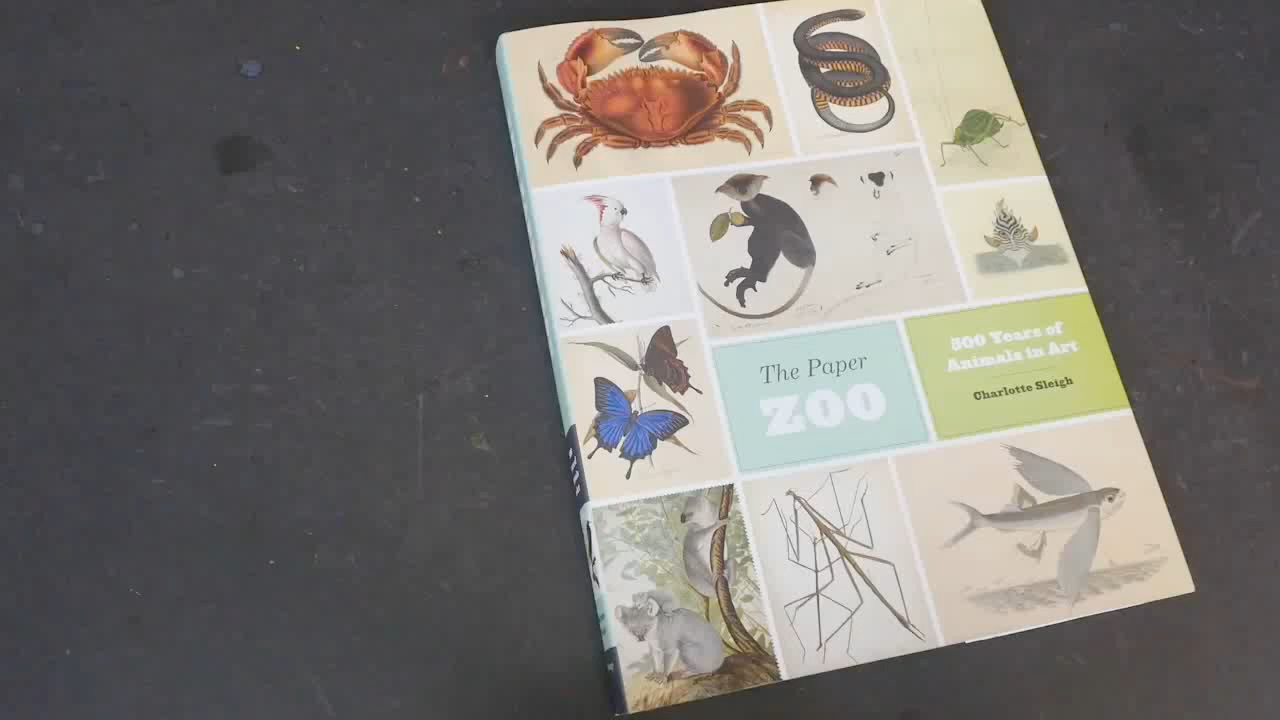 The Paper
ZOO
500 Years of
Animals in Art
Charlotte Sleigh